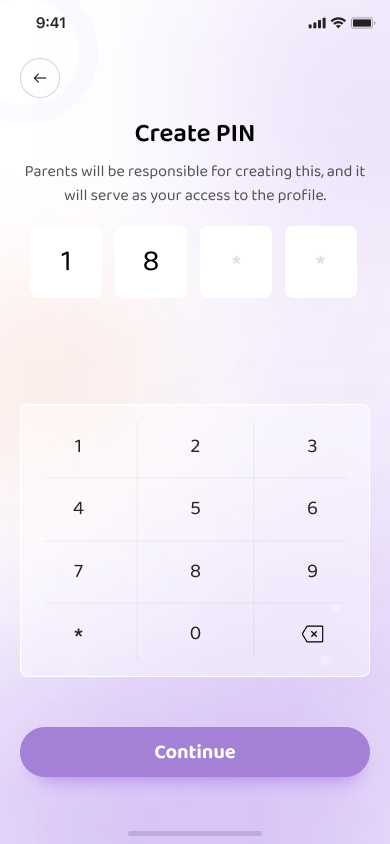 9:41
Create PIN
Parents will be responsible for creating this, and it
will serve as your access to the profile.
1 8 * *
1 2 3
4 5 6
7 8 9
* 0
Continue